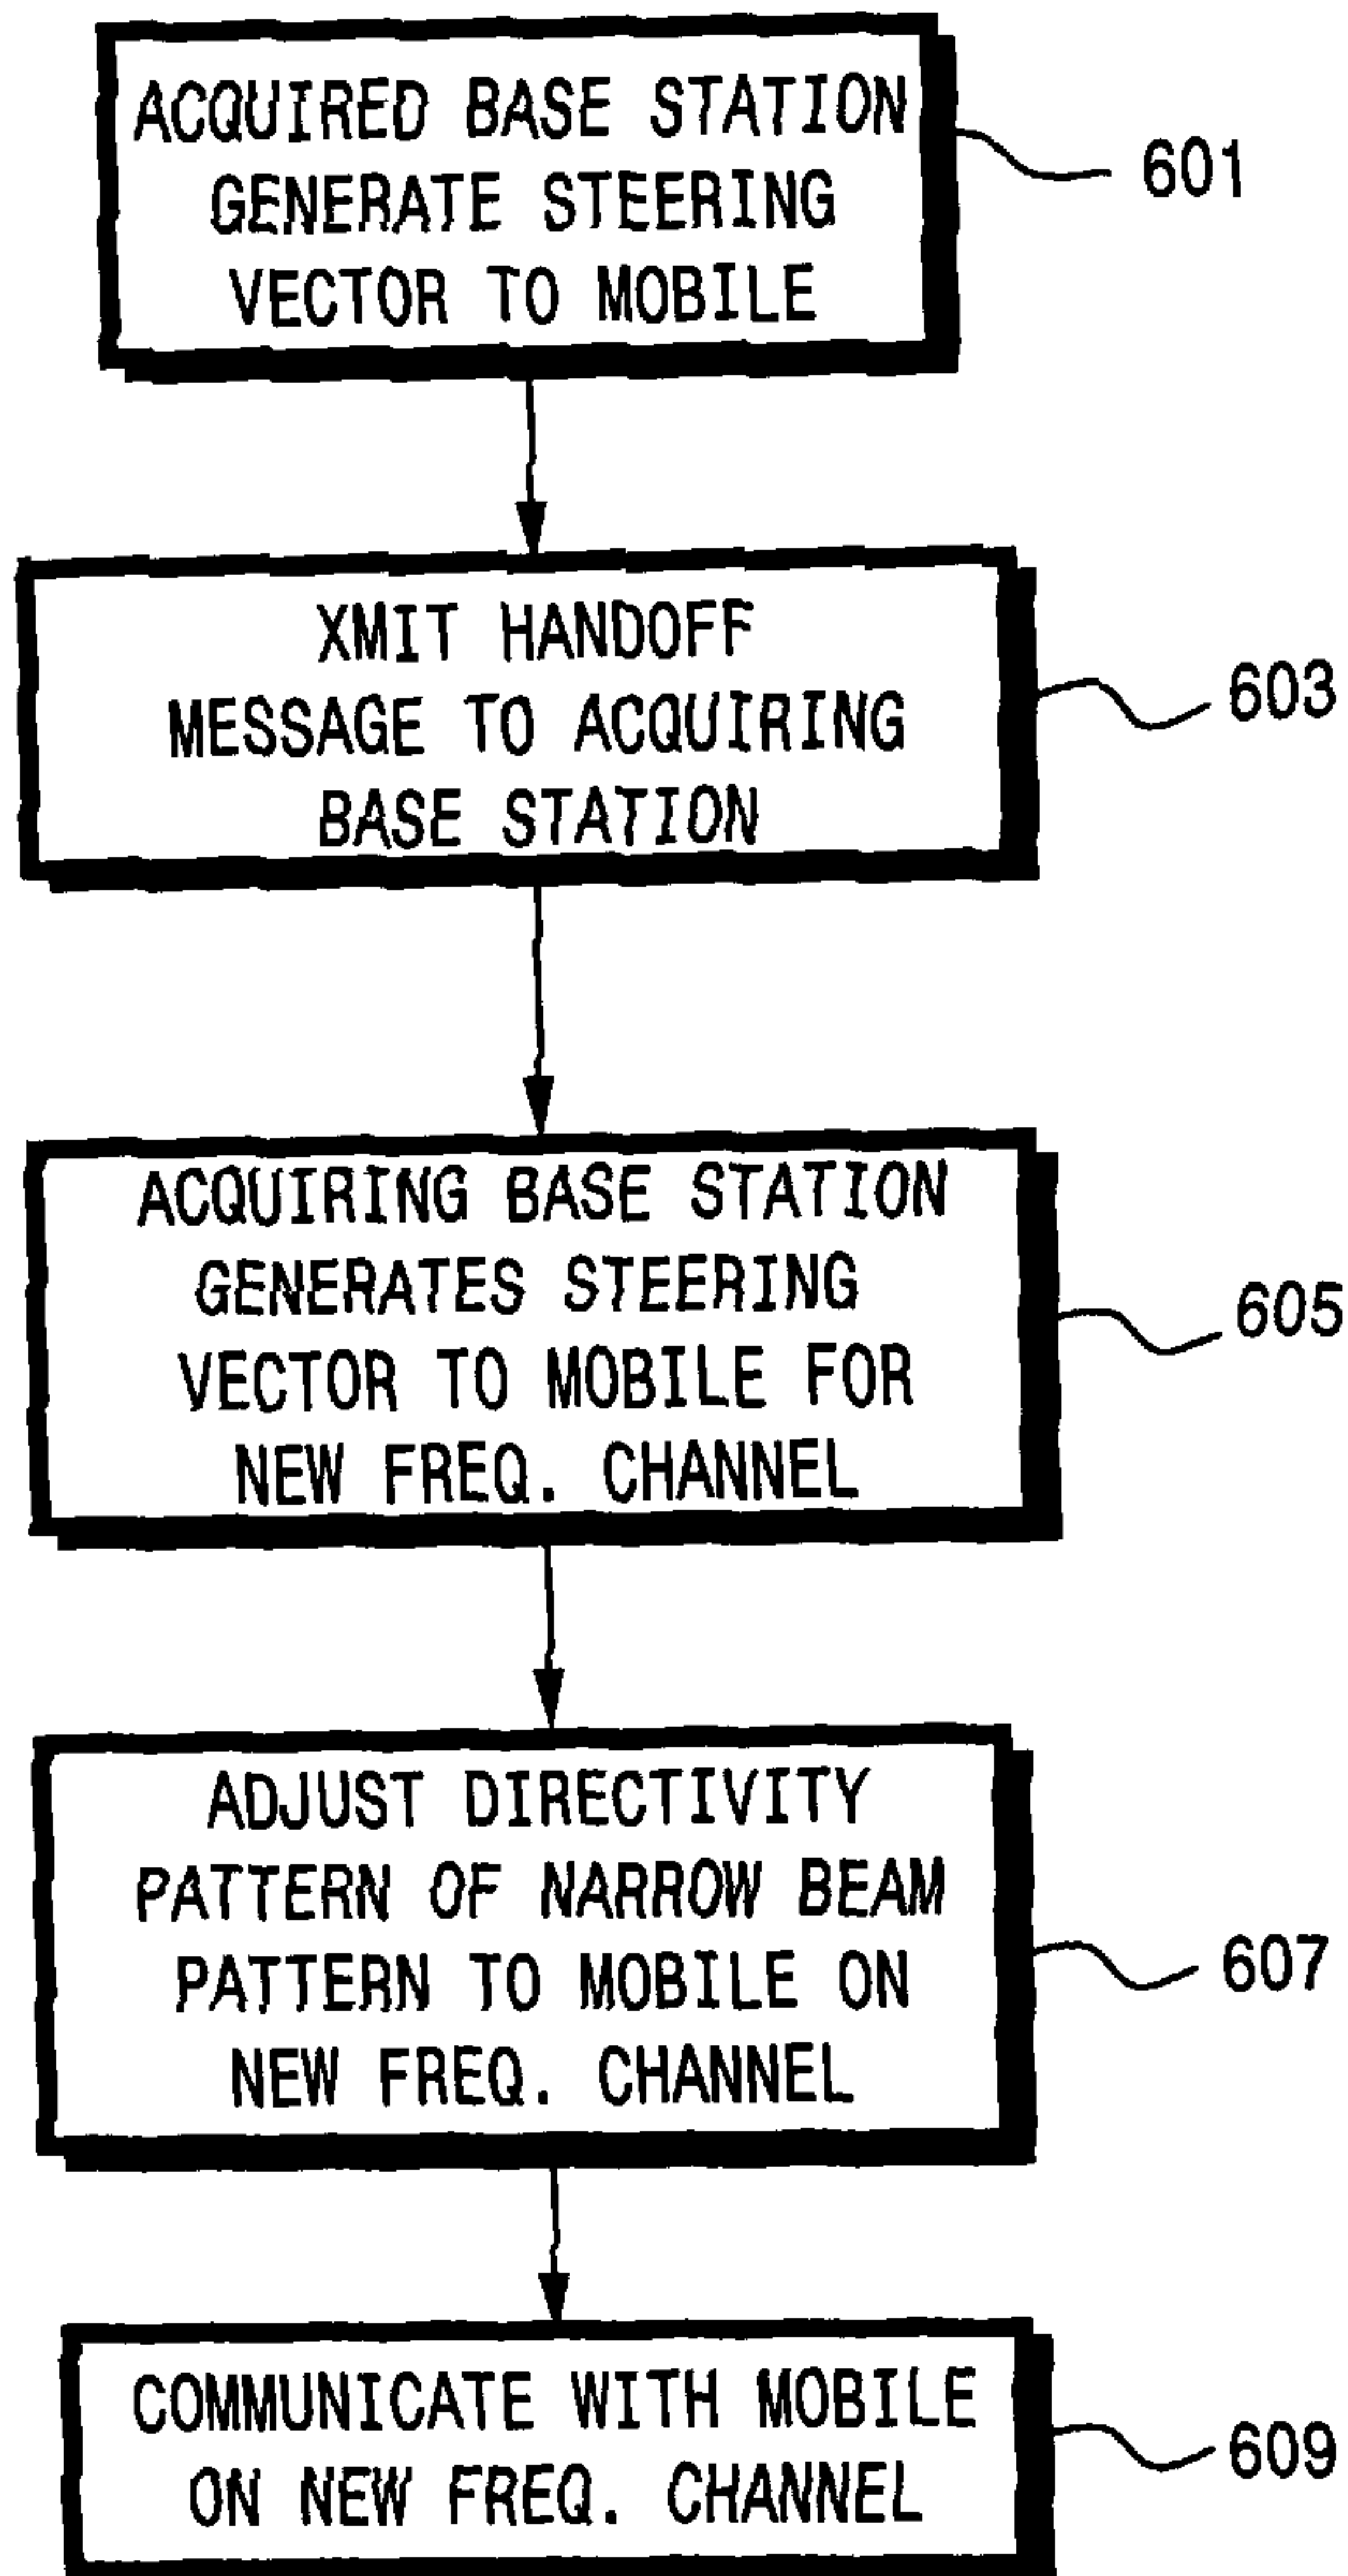 ACQUIRED BASE STATION
GENERATE STEERING
VECTOR TO MOBILE
601
XMIT HANDOFF
MESSAGE TO ACQUIRING
BASE STATION
603
ACQUIRING BASE STATION
GENERATES STEERING
VECTOR TO MOBILE FOR
NEW FREQ. CHANNEL
605
ADJUST DIRECTIVITY
PATTERN OF NARROW BEAM
PATTERN TO MOBILE ON
NEW FREQ. CHANNEL
607
COMMUNICATE WITH MOBILE
ON NEW FREQ. CHANNEL
609